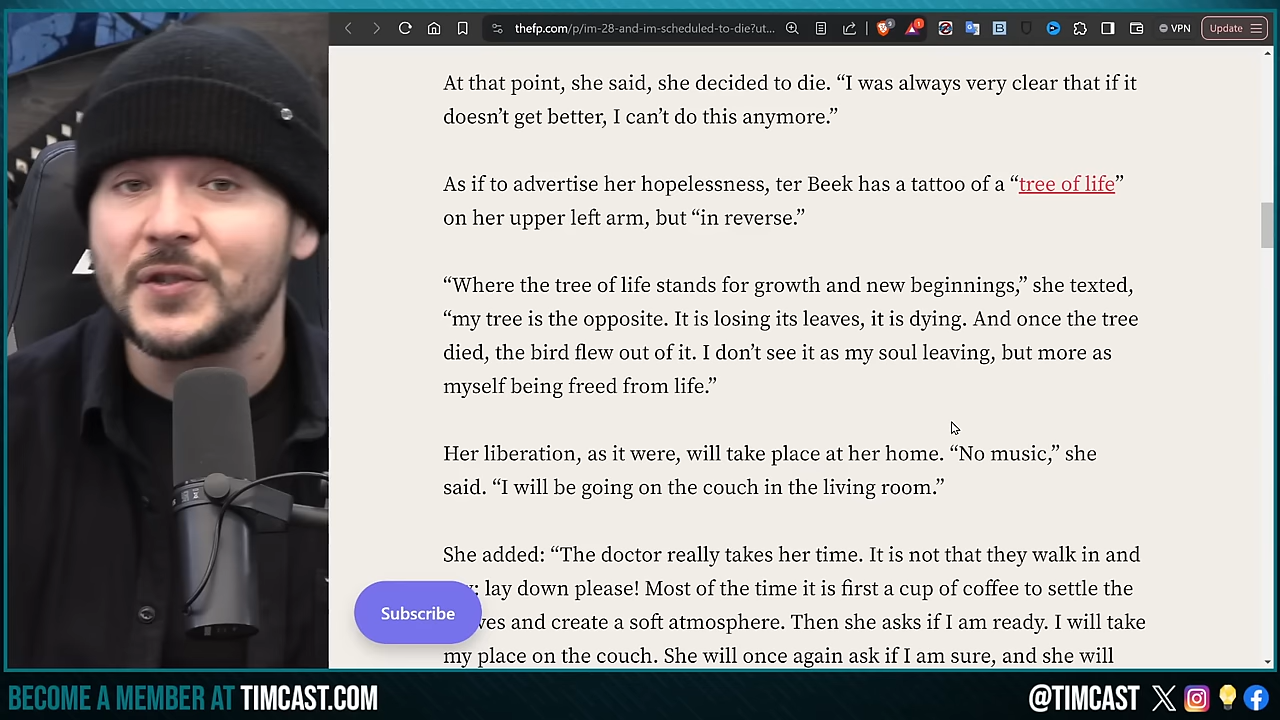 thefp.com/p/im-28-and-im-scheduled-to-die?ut...
VPN
Update
At that point, she said, she decided to die. “I was always very clear that if it
doesn’t get better, I can’t do this anymore.”
As if to advertise her hopelessness, ter Beek has a tattoo of a “tree of life”
on her upper left arm, but “in reverse.”
“Where the tree of life stands for growth and new beginnings,” she texted,
“my tree is the opposite. It is losing its leaves, it is dying. And once the tree
died, the bird flew out of it. I don’t see it as my soul leaving, but more as
myself being freed from life.”
Her liberation, as it were, will take place at her home. “No music,” she
said. “I will be going on the couch in the living room.”
She added: “The doctor really takes her time. It is not that they walk in and
lay down please! Most of the time it is first a cup of coffee to settle the
and create a soft atmosphere. Then she asks if I am ready. I will take
my place on the couch. She will once again ask if I am sure, and she will
Subscribe
BECOME A MEMBER AT TIMCAST.COM
@TIMCAST